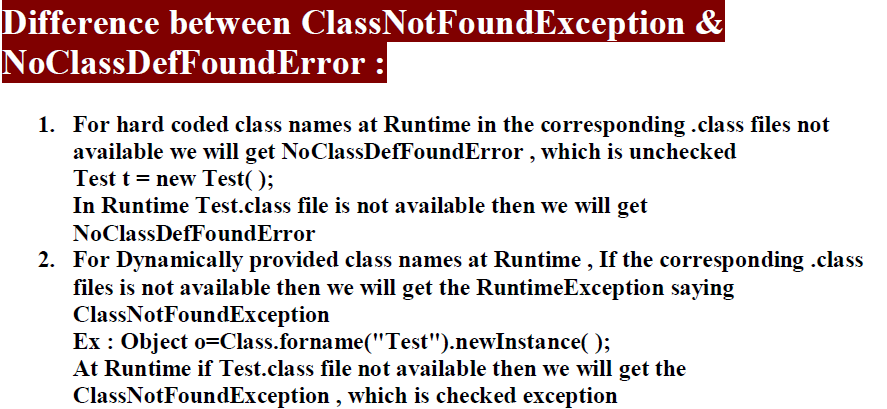 Difference between ClassNotFoundException &
NoClassDefFoundError :
1. For hard coded class names at Runtime in the corresponding .class files not
available we will get NoClassDefFoundError , which is unchecked
Test t = new Test( );
In Runtime Test.class file is not available then we will get
NoClassDefFoundError
2. For Dynamically provided class names at Runtime , If the corresponding .class
files is not available then we will get the RuntimeException saying
ClassNotFoundException
Ex : Object o=Class.forname("Test").newInstance( );
At Runtime if Test.class file not available then we will get the
ClassNotFoundException , which is checked exception